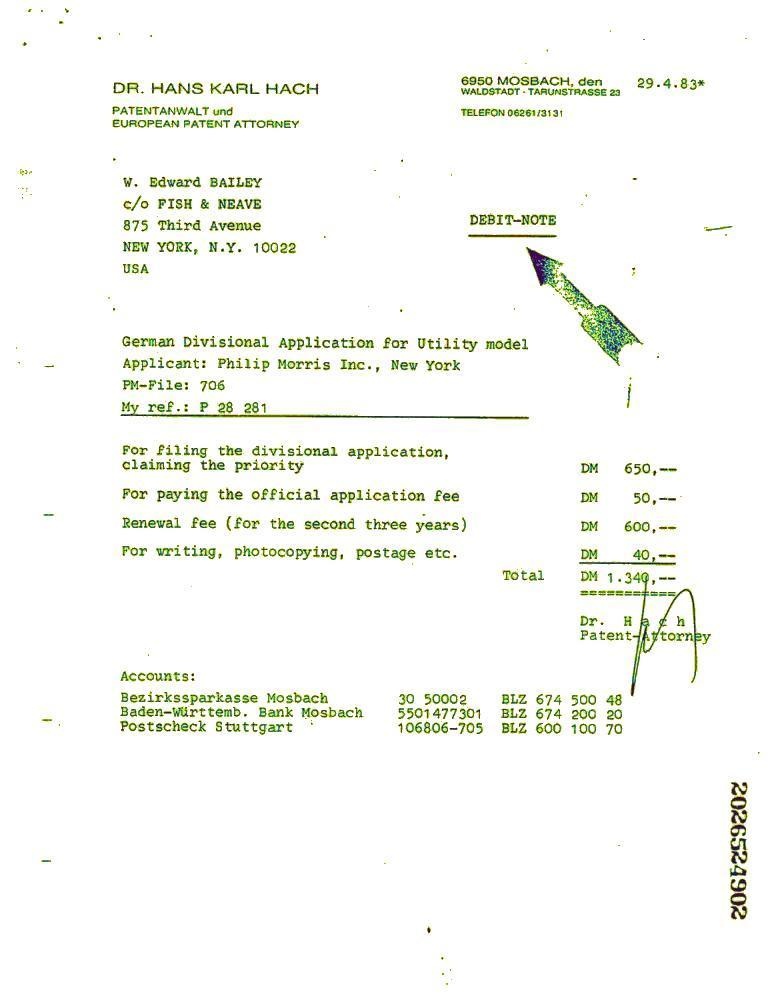 DR. HANS KARL HACH
PATENTANWALT und
EUROPEAN PATENT ATTORNEY
6950 MOSBACH, den 29.4.83*
WALDSTADT - TARUNSTRASSE 23
TELEFON 06261/3131
W. Edward BAILEY
c/o FISH & NEAVE
875 Third Avenue
NEW YORK, N.Y. 10022
USA
DEBIT-NOTE
German Divisional Application for Utility model
Applicant: Philip Morris Inc., New York
PM-File: 706
My ref.: P 28 281
For filing the divisional application,
claiming the priority DM 650,--
For paying the official application fee DM 50,--
Renewal fee (for the second three years) DM 600,--
For writing, photocopying, postage etc. DM 40,--
Total DM 1.340,--
===========
Dr. H a c h
Patent-Attorney
Accounts:
Bezirkssparkasse Mosbach 30 50002 BLZ 674 500 48
Baden-Württemb. Bank Mosbach 5501477301 BLZ 674 200 20
Postscheck Stuttgart 106806-705 BLZ 600 100 70
2026524902